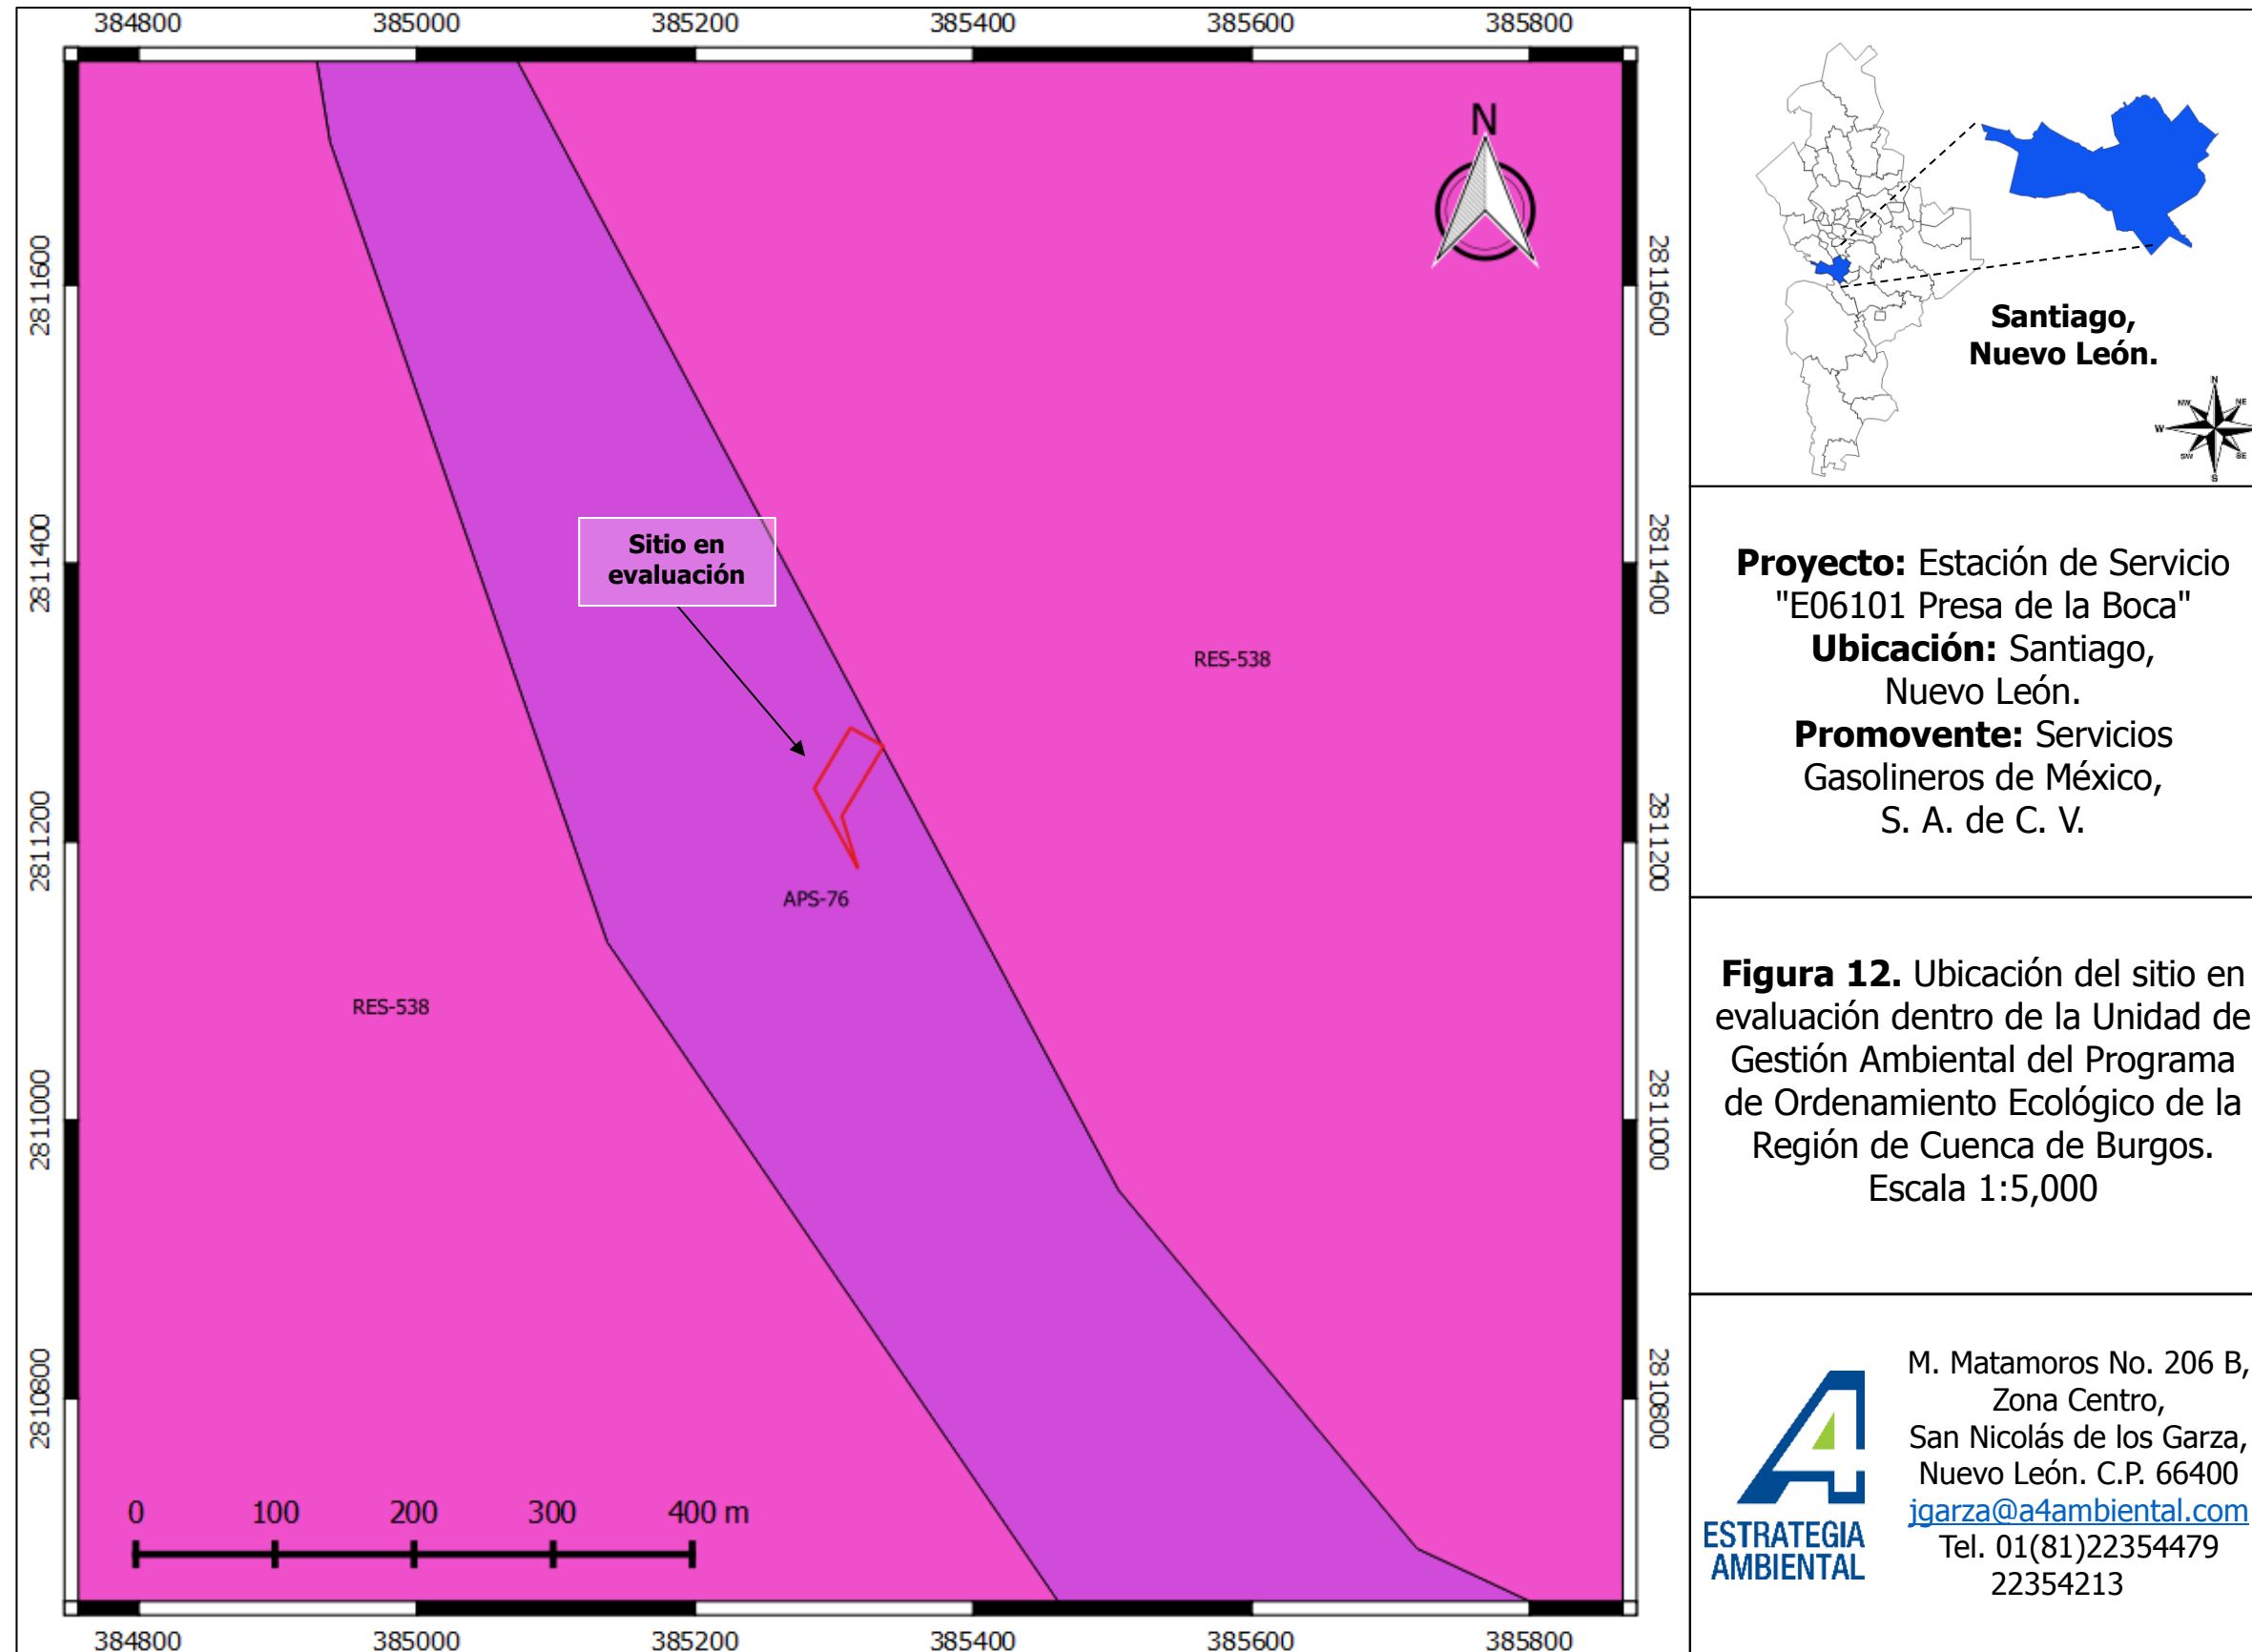 384800 385000 385200 385400 385600 385800
2811600
2811400
2811200
2811000
2810800
N
Sitio en
evaluación
RES-538
APS-76
RES-538
0 100 200 300 400 m
2811600
2811400
2811200
2811000
2810800
384800 385000 385200 385400 385600 385800
Santiago,
Nuevo León.
N
NW NE
W
SW SE
S
Proyecto: Estación de Servicio
"E06101 Presa de la Boca"
Ubicación: Santiago,
Nuevo León.
Promovente: Servicios
Gasolineros de México,
S. A. de C. V.
Figura 12. Ubicación del sitio en
evaluación dentro de la Unidad de
Gestión Ambiental del Programa
de Ordenamiento Ecológico de la
Región de Cuenca de Burgos.
Escala 1:5,000
A4
ESTRATEGIA
AMBIENTAL
M. Matamoros No. 206 B,
Zona Centro,
San Nicolás de los Garza,
Nuevo León. C.P. 66400
jgarza@a4ambiental.com
Tel. 01(81)22354479
22354213